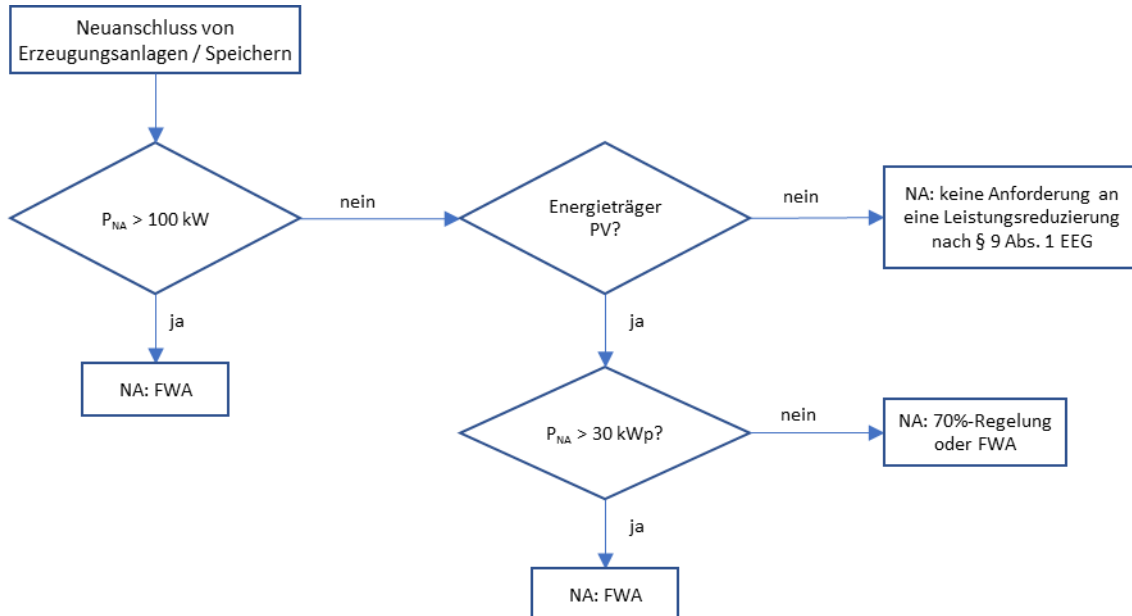 Neuanschluss von
Erzeugungsanlagen / Speichern
P_NA > 100 kW
nein
Energieträger
PV?
nein
NA: keine Anforderung an
eine Leistungsreduzierung
nach § 9 Abs. 1 EEG
ja
NA: FWA
ja
P_NA > 30 kWp?
nein
NA: 70%-Regelung
oder FWA
ja
NA: FWA